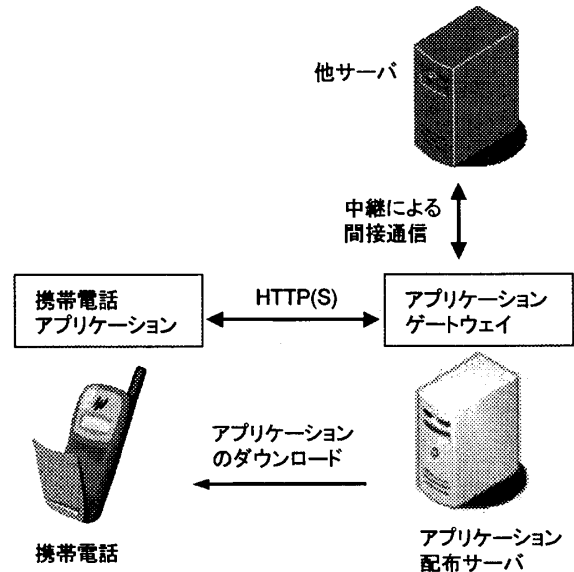 他サーバ
中継による
間接通信
携帯電話
アプリケーション
HTTP(S)
アプリケーション
ゲートウェイ
アプリケーション
のダウンロード
携帯電話
アプリケーション
配布サーバ